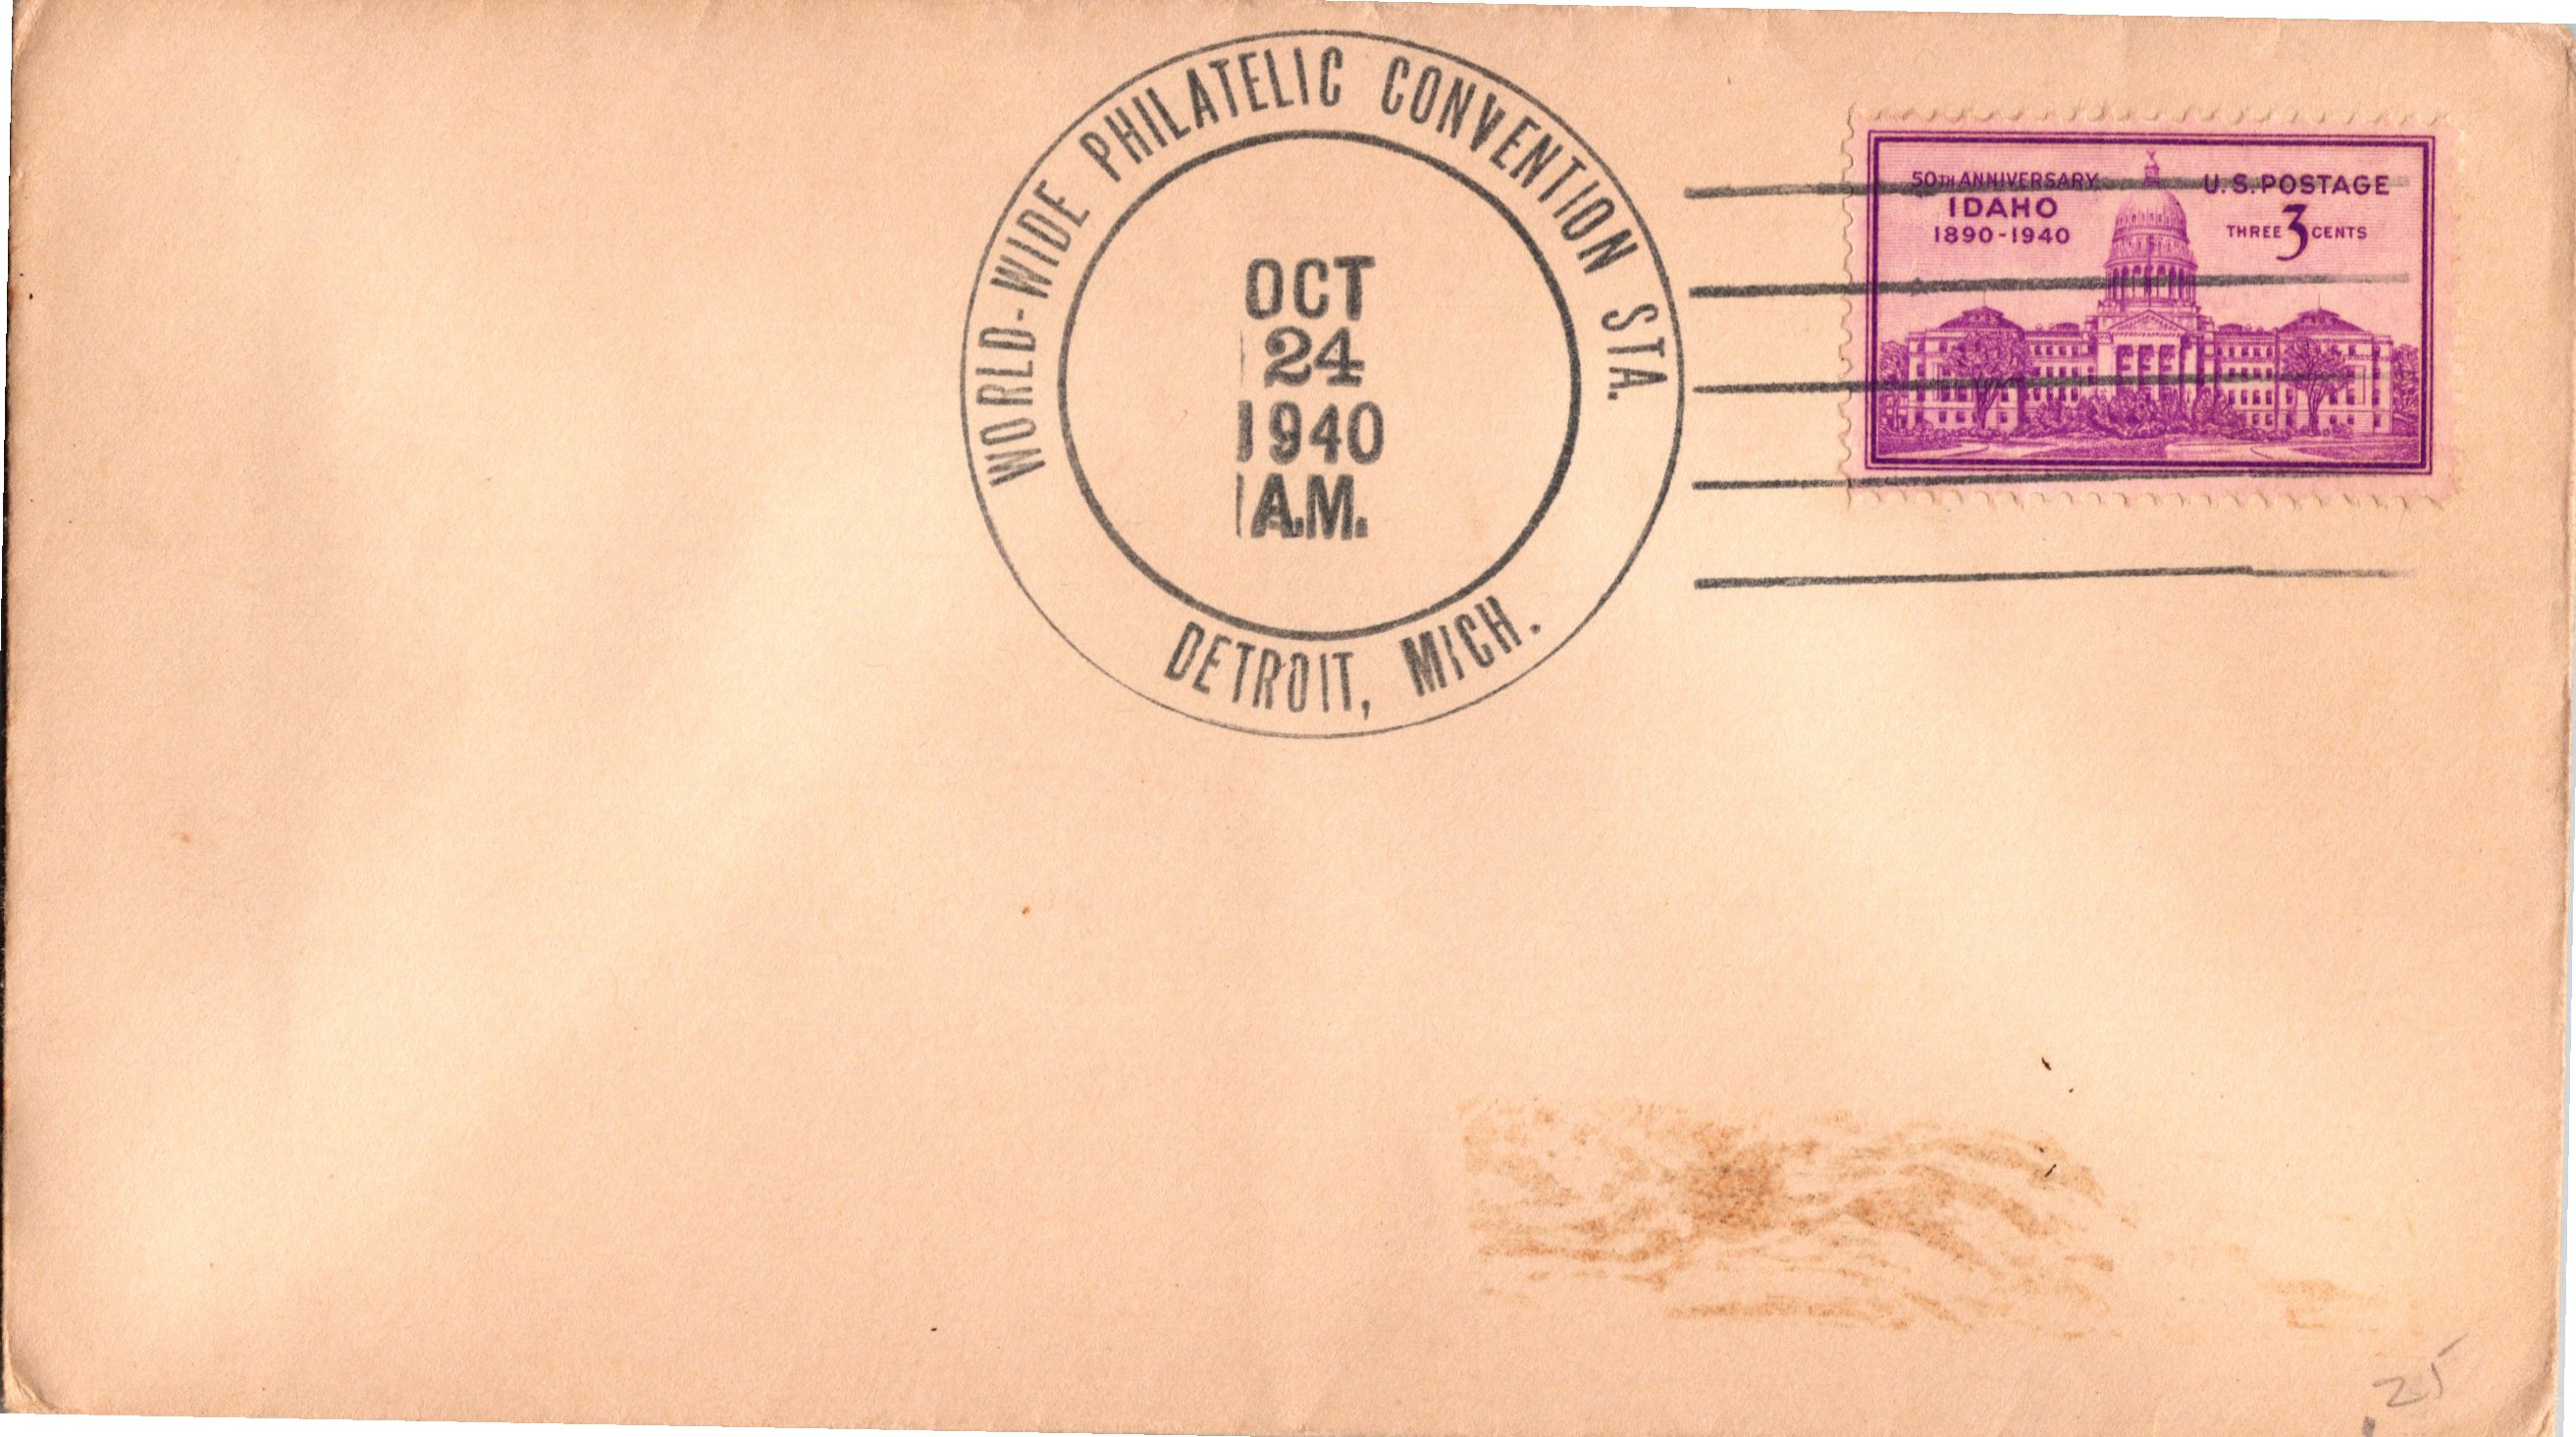 WORLD-WIDE PHILATELIC CONVENTION STA.
OCT
24
1940
A.M.
DETROIT, MICH.
50TH ANNIVERSARY
IDAHO
1890-1940
U.S. POSTAGE
THREE 3 CENTS
.25